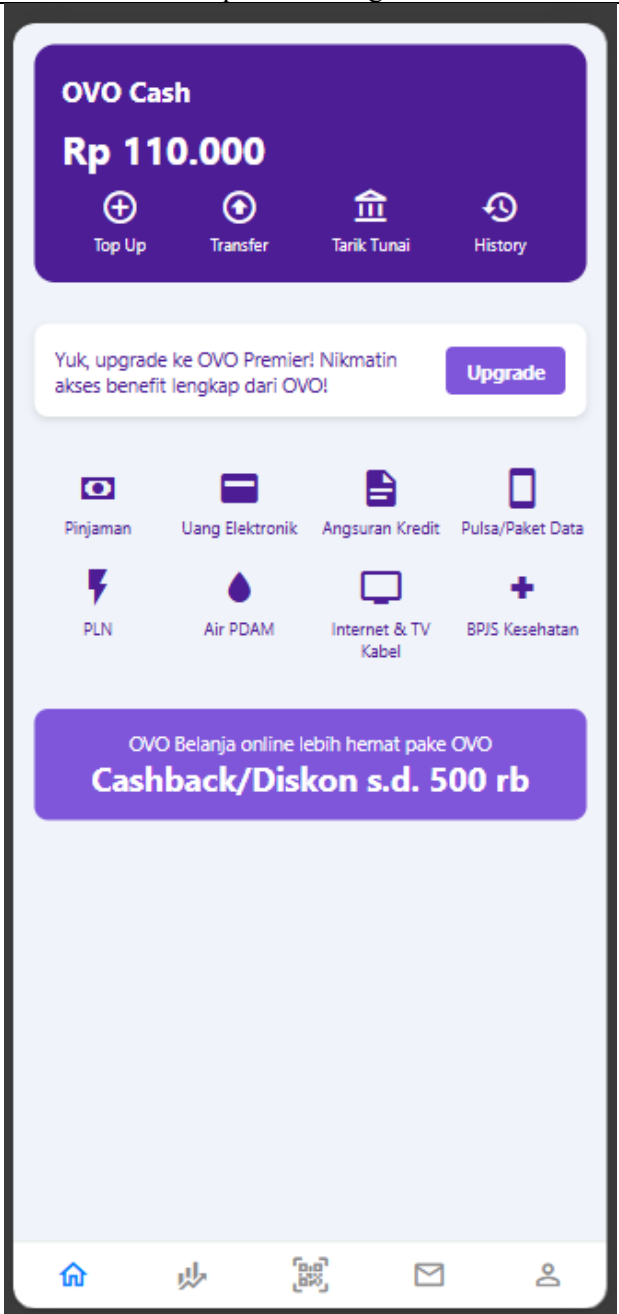 OVO Cash
Rp 110.000
Top Up
Transfer
Tarik Tunai
History
Yuk, upgrade ke OVO Premier! Nikmatin
akses benefit lengkap dari OVO!
Upgrade
Pinjaman
Uang Elektronik
Angsuran Kredit
Pulsa/Paket Data
PLN
Air PDAM
Internet & TV
Kabel
BPJS Kesehatan
OVO Belanja online lebih hemat pake OVO
Cashback/Diskon s.d. 500 rb